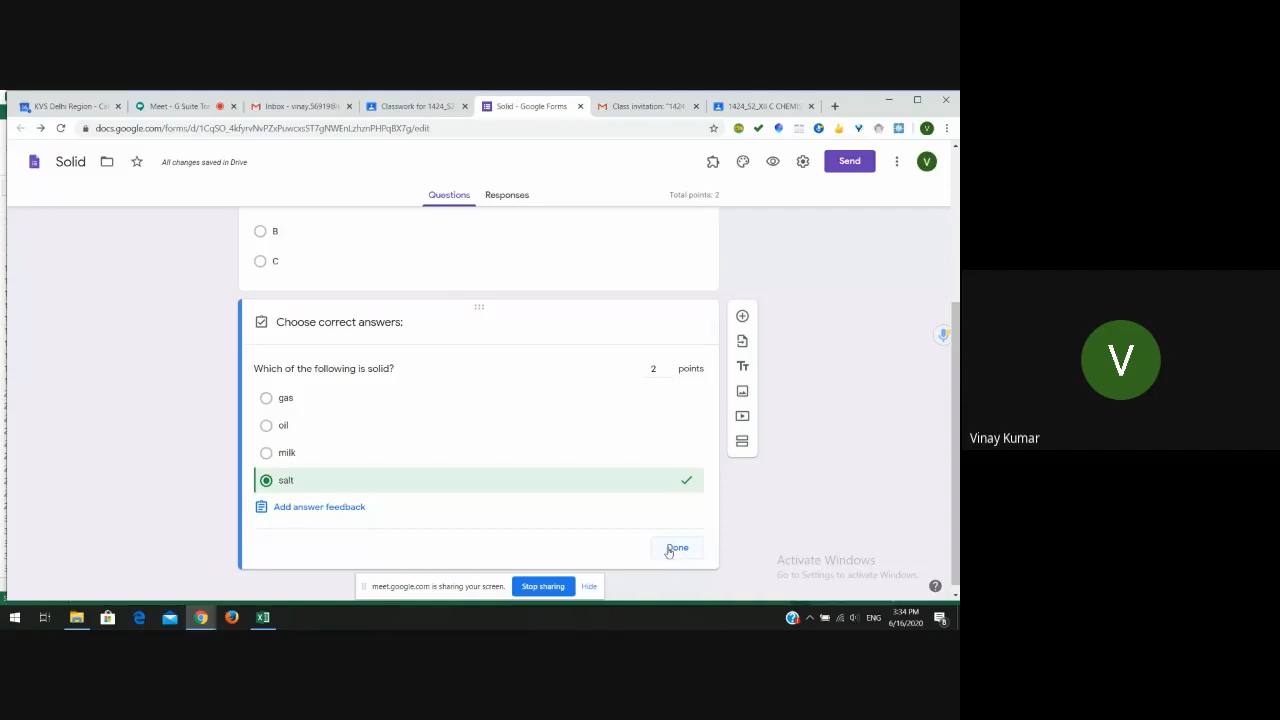 KVS Delhi Region - Ca
Meet - G Suite Tra
Inbox - vinay.56919@
Classwork for 1424_S2
Solid - Google Forms
Class invitation: "1424
1424_S2_XII C CHEMIS
docs.google.com/forms/d/
/edit
Solid
All changes saved in Drive
Send
V
Questions
Responses
Total points: 2
B
C
Choose correct answers:
Which of the following is solid?
2 points
gas
oil
milk
salt
Add answer feedback
Done
Activate Windows
Go to Settings to activate Windows.
meet.google.com is sharing your screen.
Stop sharing
Hide
ENG
3:34 PM
6/16/2020
V
Vinay Kumar